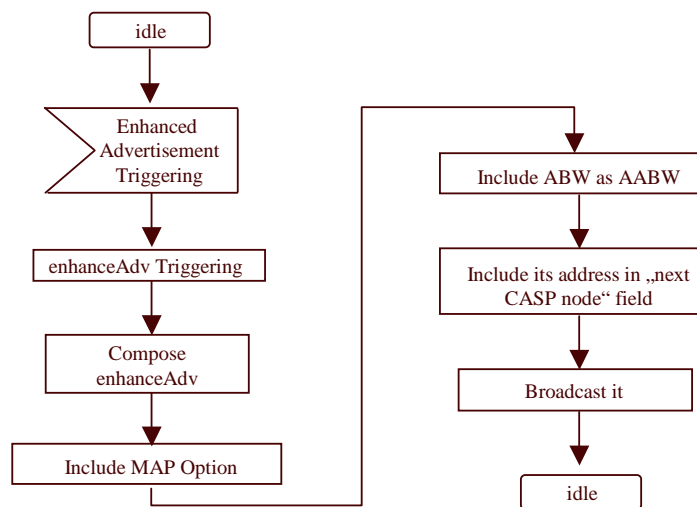 idle
Enhanced
Advertisement
Triggering
enhanceAdv Triggering
Compose
enhanceAdv
Include MAP Option
Include ABW as AABW
Include its address in „next
CASP node“ field
Broadcast it
idle